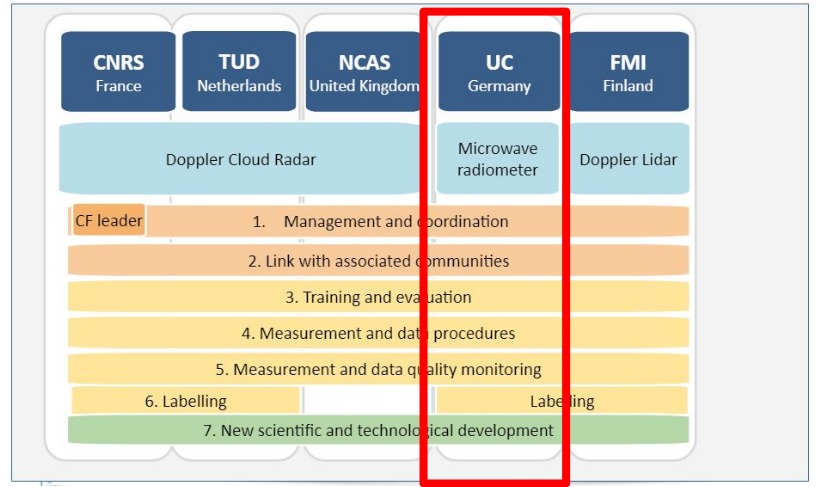 CNRS
France
TUD
Netherlands
NCAS
United Kingdom
UC
Germany
FMI
Finland
Doppler Cloud Radar
Microwave
radiometer
Doppler Lidar
CF leader
1. Management and coordination
2. Link with associated communities
3. Training and evaluation
4. Measurement and data procedures
5. Measurement and data quality monitoring
6. Labelling
Labelling
7. New scientific and technological development